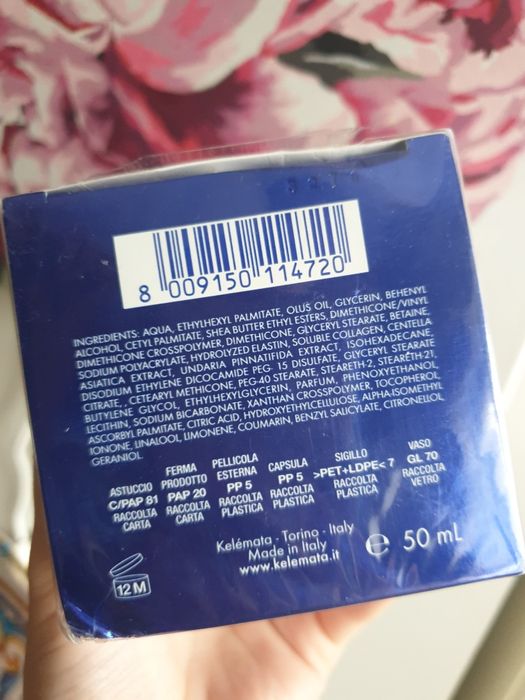 8 009150 114720
INGREDIENTS: AQUA, ETHYLHEXYL PALMITATE, OLUS OIL, GLYCERIN, BEHENYL
ALCOHOL, CETYL PALMITATE, SHEA BUTTER ETHYL ESTERS, DIMETHICONE/VINYL
DIMETHICONE CROSSPOLYMER, DIMETHICONE, GLYCERYL STEARATE, BETAINE,
SODIUM POLYACRYLATE, HYDROLYZED ELASTIN, SOLUBLE COLLAGEN, CENTELLA
ASIATICA EXTRACT, UNDARIA PINNATIFIDA EXTRACT, ISOHEXADECANE,
DISODIUM ETHYLENE DICOCAMIDE PEG- 15 DISULFATE, GLYCERYL STEARATE
CITRATE, , CETEARYL METHICONE, PEG-40 STEARATE, STEARETH-2, STEARETH-21,
BUTYLENE GLYCOL, ETHYLHEXYLGLYCERIN, PARFUM, PHENOXYETHANOL,
LECITHIN, SODIUM BICARBONATE, XANTHAN CROSSPOLYMER, TOCOPHEROL,
ASCORBYL PALMITATE, CITRIC ACID, HYDROXYETHYLCELLULOSE, ALPHA-ISOMETHYL
IONONE, LINALOOL, LIMONENE, COUMARIN, BENZYL SALICYLATE, CITRONELLOL,
GERANIOL.
ASTUCCIO
C/PAP 81
RACCOLTA
CARTA
FERMA
PRODOTTO
PAP 20
RACCOLTA
CARTA
PELLICOLA
ESTERNA
PP 5
RACCOLTA
PLASTICA
CAPSULA
PP 5
RACCOLTA
PLASTICA
SIGILLO
>PET+LDPE< 7
RACCOLTA
PLASTICA
VASO
GL 70
RACCOLTA
VETRO
12 M
Kelémata - Torino - Italy
Made in Italy
www.kelemata.it
e 50 mL